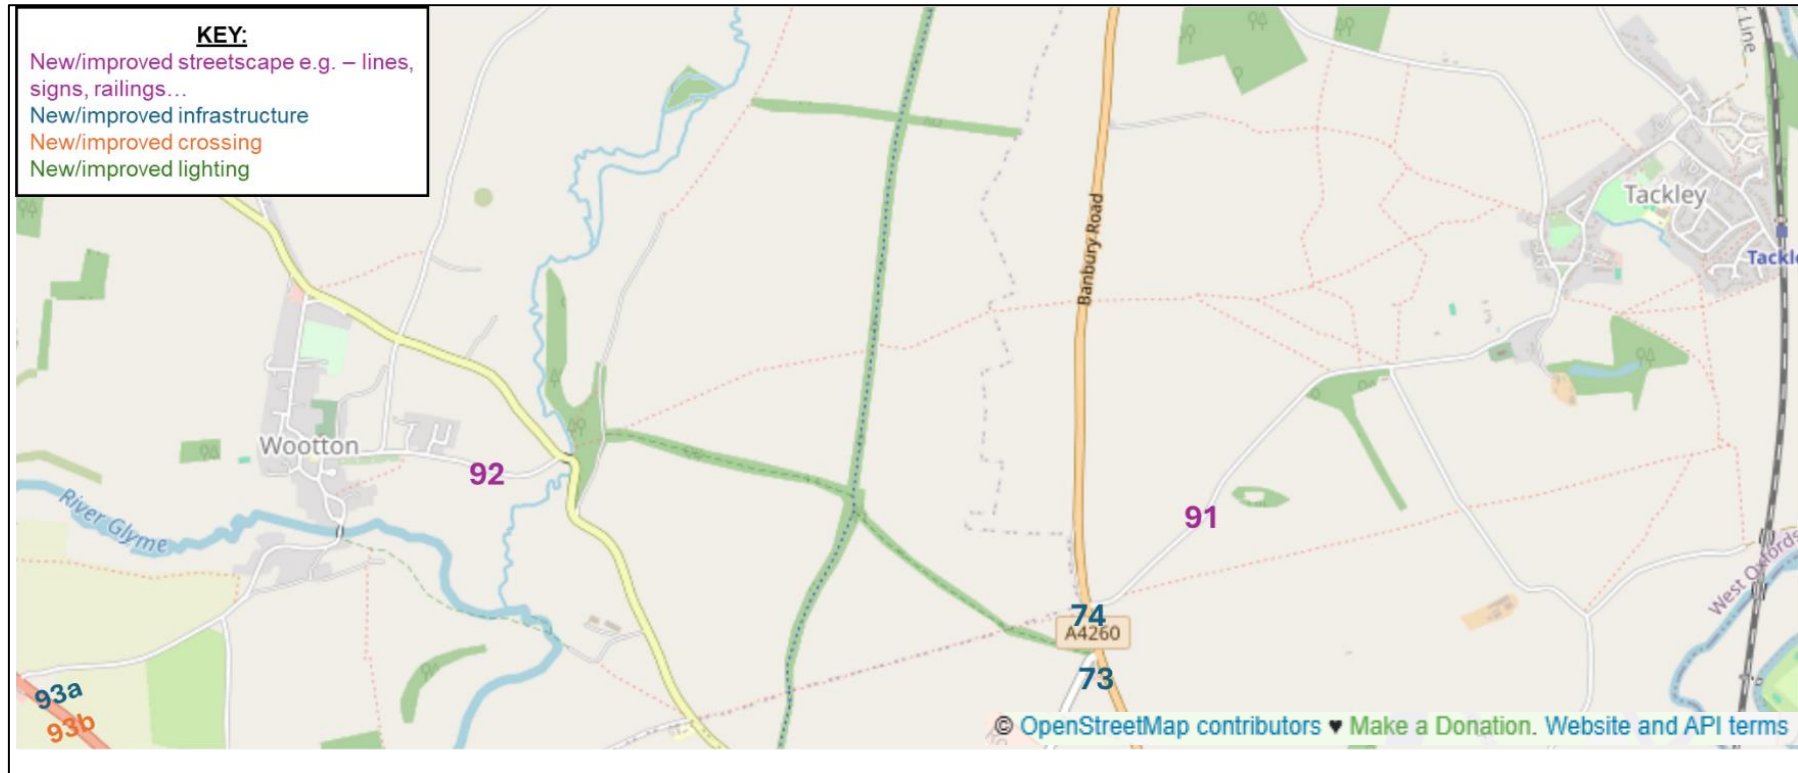 KEY:
New/improved streetscape e.g. – lines,
signs, railings…
New/improved infrastructure
New/improved crossing
New/improved lighting
r Line
Banbury Road
Tackley
Tackl
Wootton
92
91
River Glyme
West Oxfords
74
A4260
73
93a
93b
© OpenStreetMap contributors ♥ Make a Donation. Website and API terms